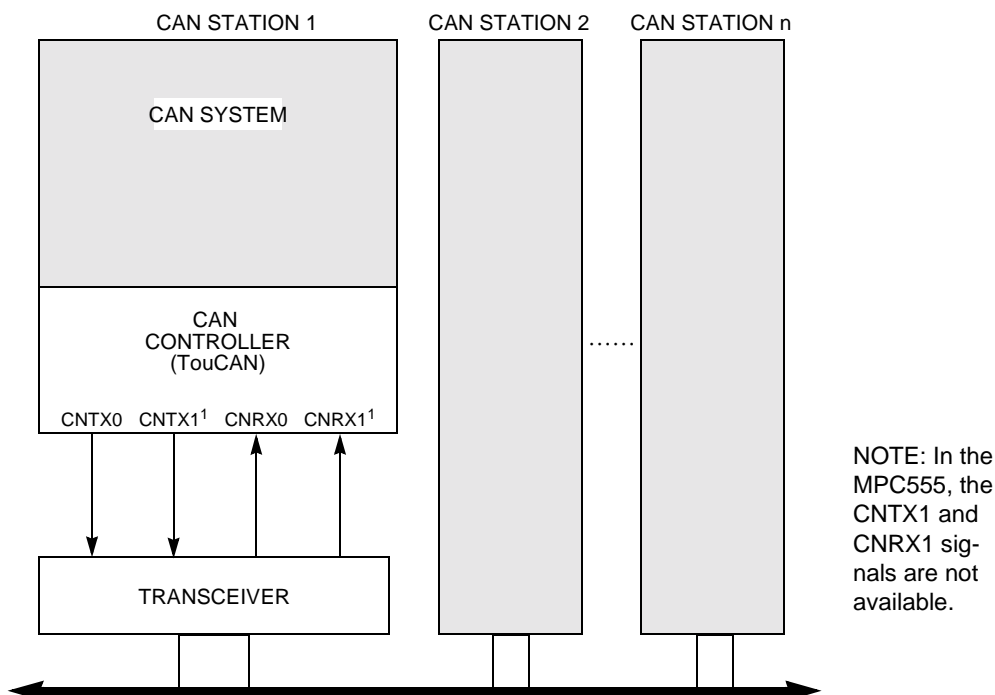 CAN STATION 1
CAN STATION 2
CAN STATION n
CAN SYSTEM
CAN
CONTROLLER
(TouCAN)
......
CNTX0 CNTX1¹ CNRX0 CNRX1¹
TRANSCEIVER
NOTE: In the
MPC555, the
CNTX1 and
CNRX1 sig-
nals are not
available.